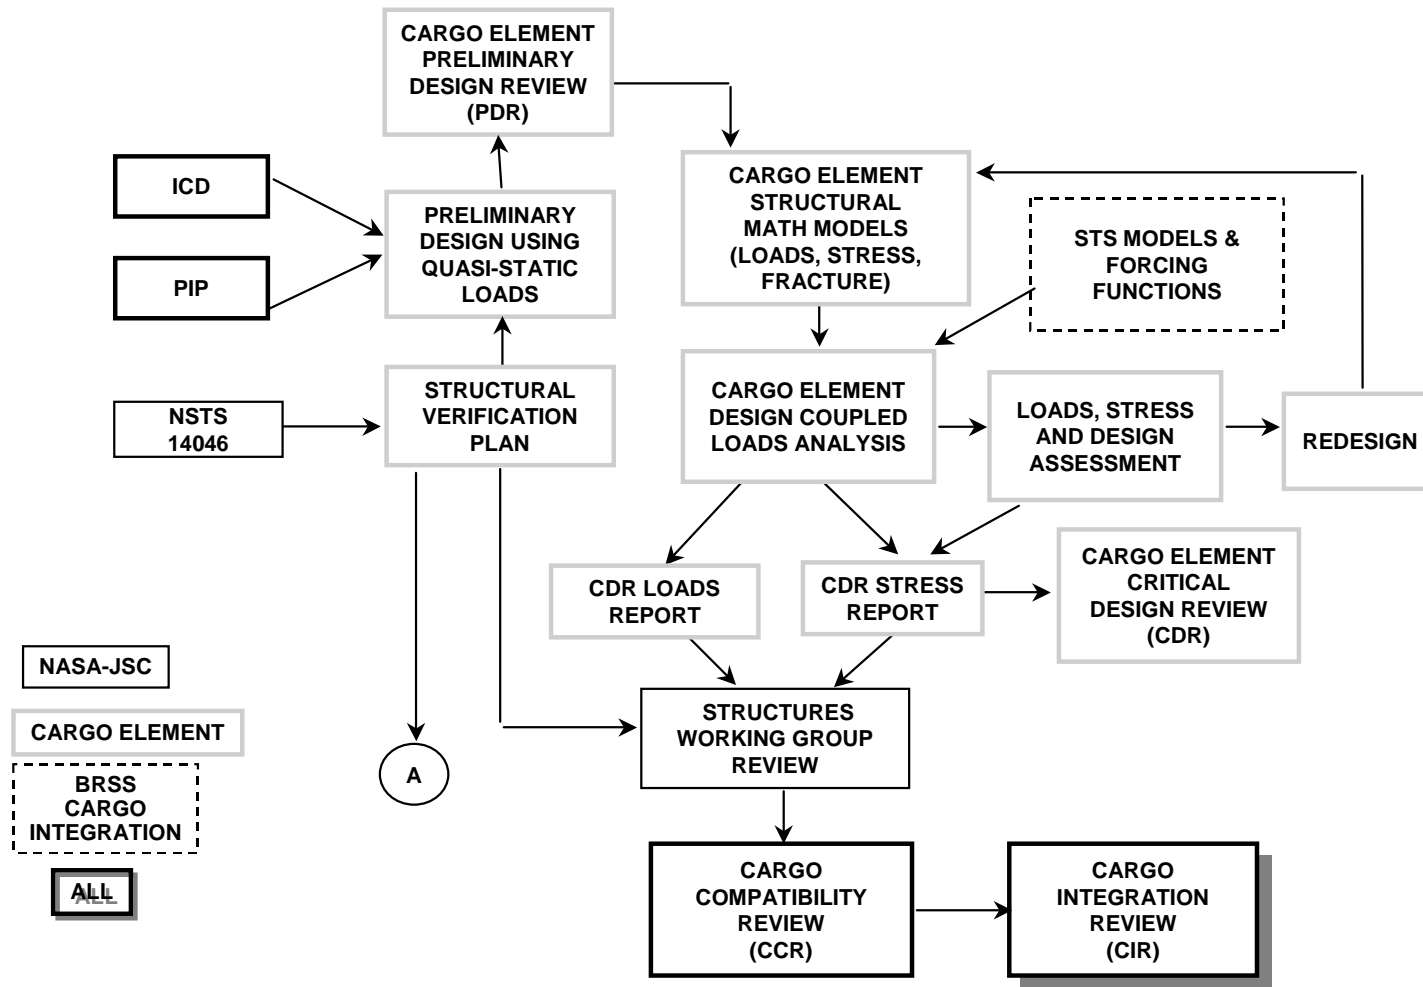 CARGO ELEMENT
PRELIMINARY
DESIGN REVIEW
(PDR)
ICD
PIP
PRELIMINARY
DESIGN USING
QUASI-STATIC
LOADS
CARGO ELEMENT
STRUCTURAL
MATH MODELS
(LOADS, STRESS,
FRACTURE)
STS MODELS &
FORCING
FUNCTIONS
NSTS
14046
STRUCTURAL
VERIFICATION
PLAN
CARGO ELEMENT
DESIGN COUPLED
LOADS ANALYSIS
LOADS, STRESS
AND DESIGN
ASSESSMENT
REDESIGN
CDR LOADS
REPORT
CDR STRESS
REPORT
CARGO ELEMENT
CRITICAL
DESIGN REVIEW
(CDR)
STRUCTURES
WORKING GROUP
REVIEW
A
CARGO
COMPATIBILITY
REVIEW
(CCR)
CARGO
INTEGRATION
REVIEW
(CIR)
NASA-JSC
CARGO ELEMENT
BRSS
CARGO
INTEGRATION
ALL